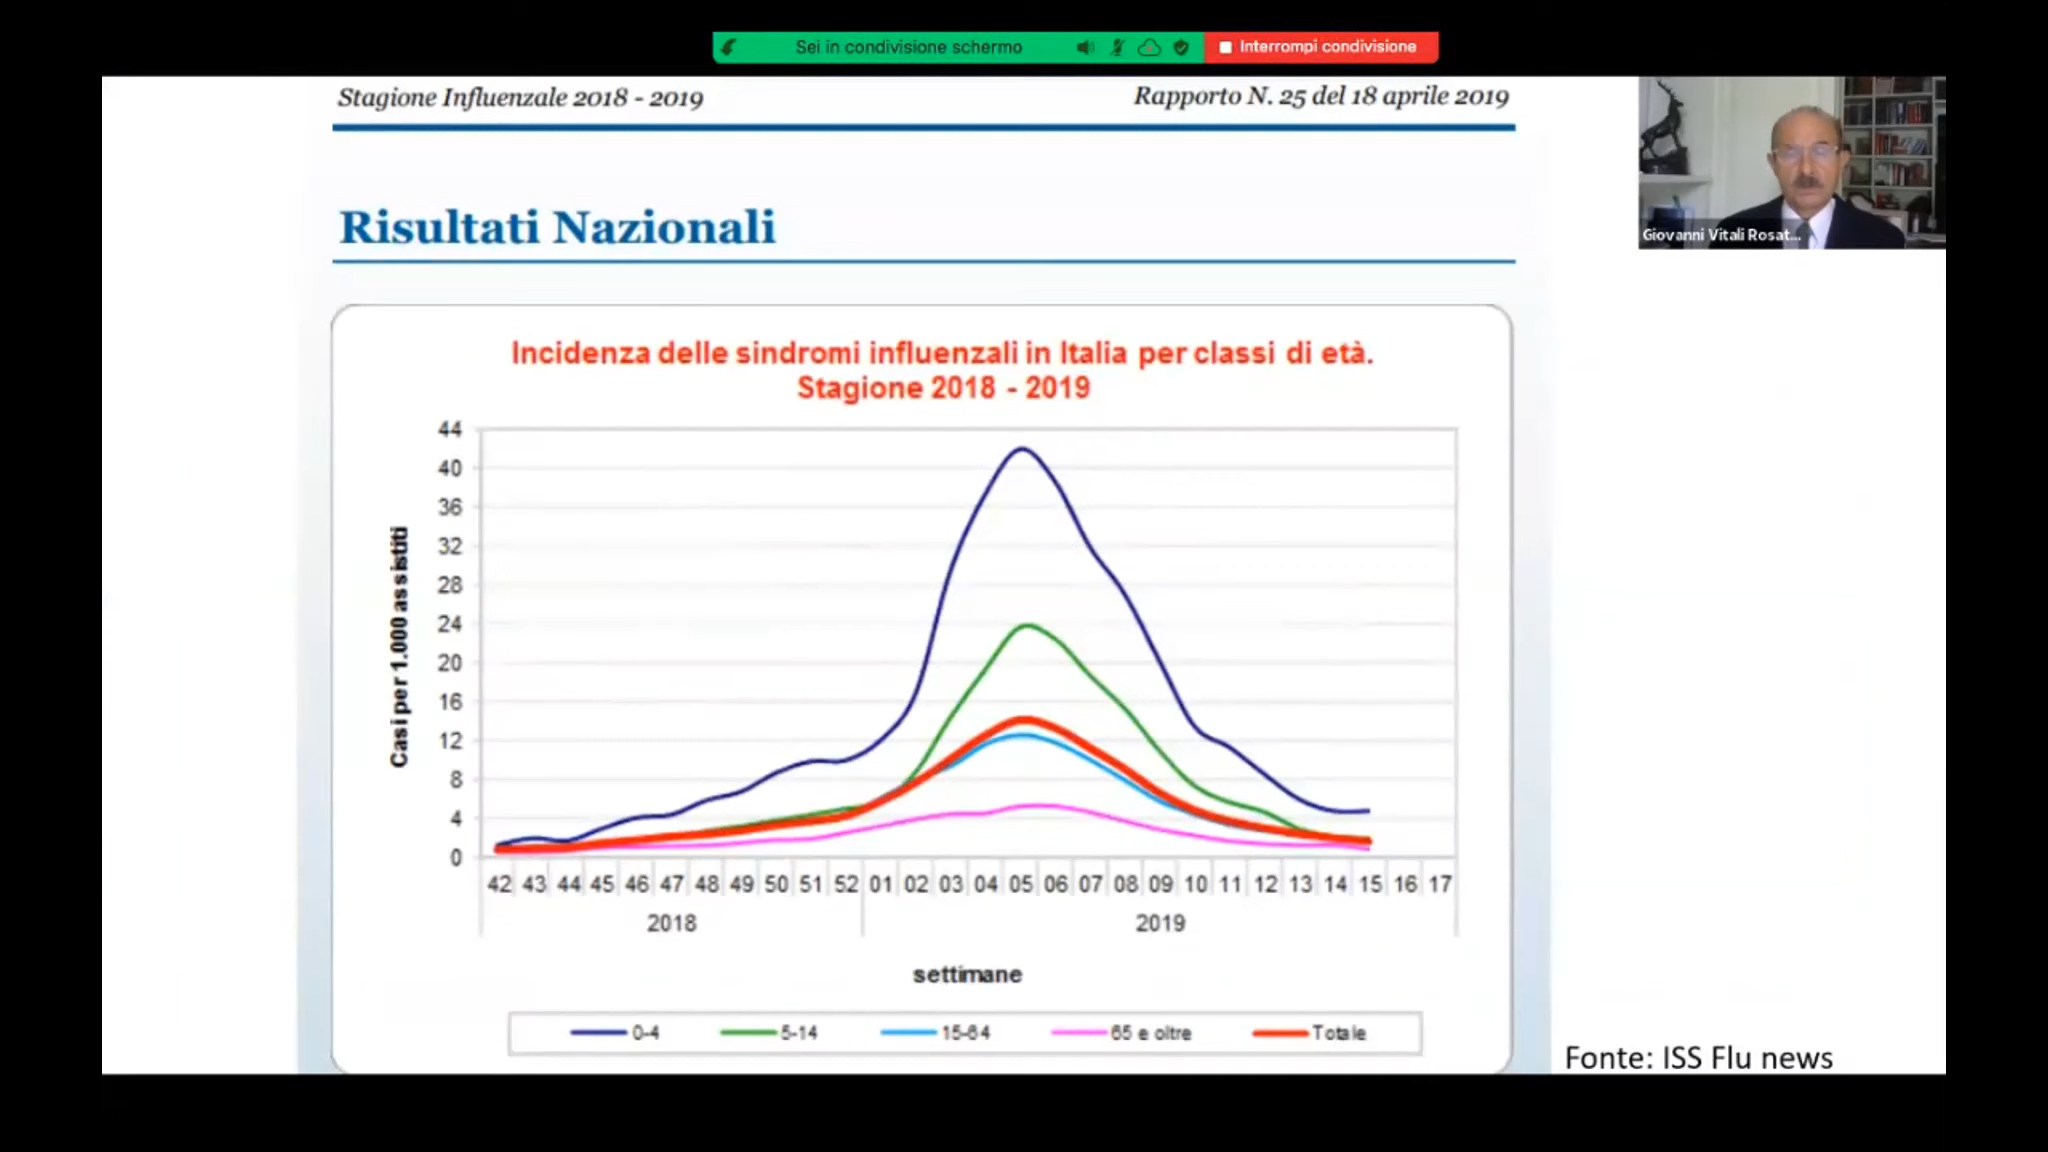 Sei in condivisione schermo
Interrompi condivisione
Stagione Influenzale 2018 - 2019
Rapporto N. 25 del 18 aprile 2019
Giovanni Vitali Rosat...
Risultati Nazionali
Incidenza delle sindromi influenzali in Italia per classi di età.
Stagione 2018 - 2019
Casi per 1.000 assistiti
44
40
36
32
28
24
20
16
12
8
4
0
42 43 44 45 46 47 48 49 50 51 52 01 02 03 04 05 06 07 08 09 10 11 12 13 14 15 16 17
2018 2019
settimane
0-4 5-14 15-64 65 e oltre Totale
Fonte: ISS Flu news